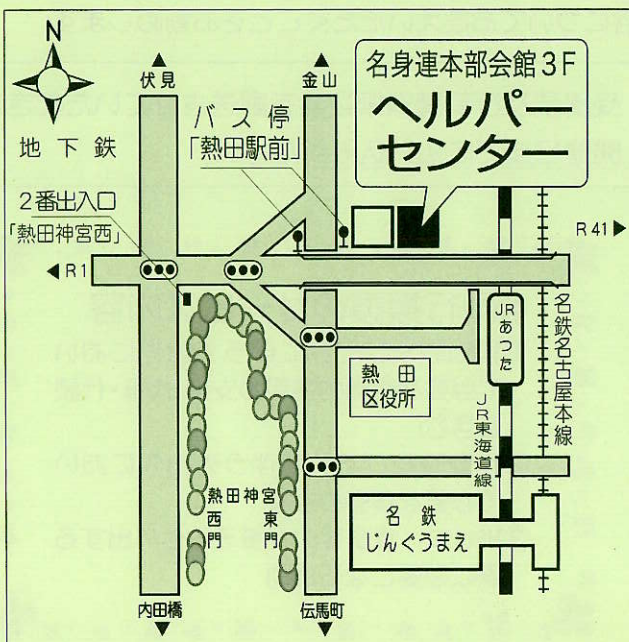 N
▲
伏見
▲
金山
名身連本部会館3F
ヘルパー
センター
バス停
「熱田駅前」
地下鉄
2番出入口
「熱田神宮西」
◀R1
R41▶
JRあつた
名鉄名古屋本線
熱田
区役所
JR東海道線
熱田神宮
西門
東門
名鉄
じんぐうまえ
内田橋
▼
伝馬町
▼